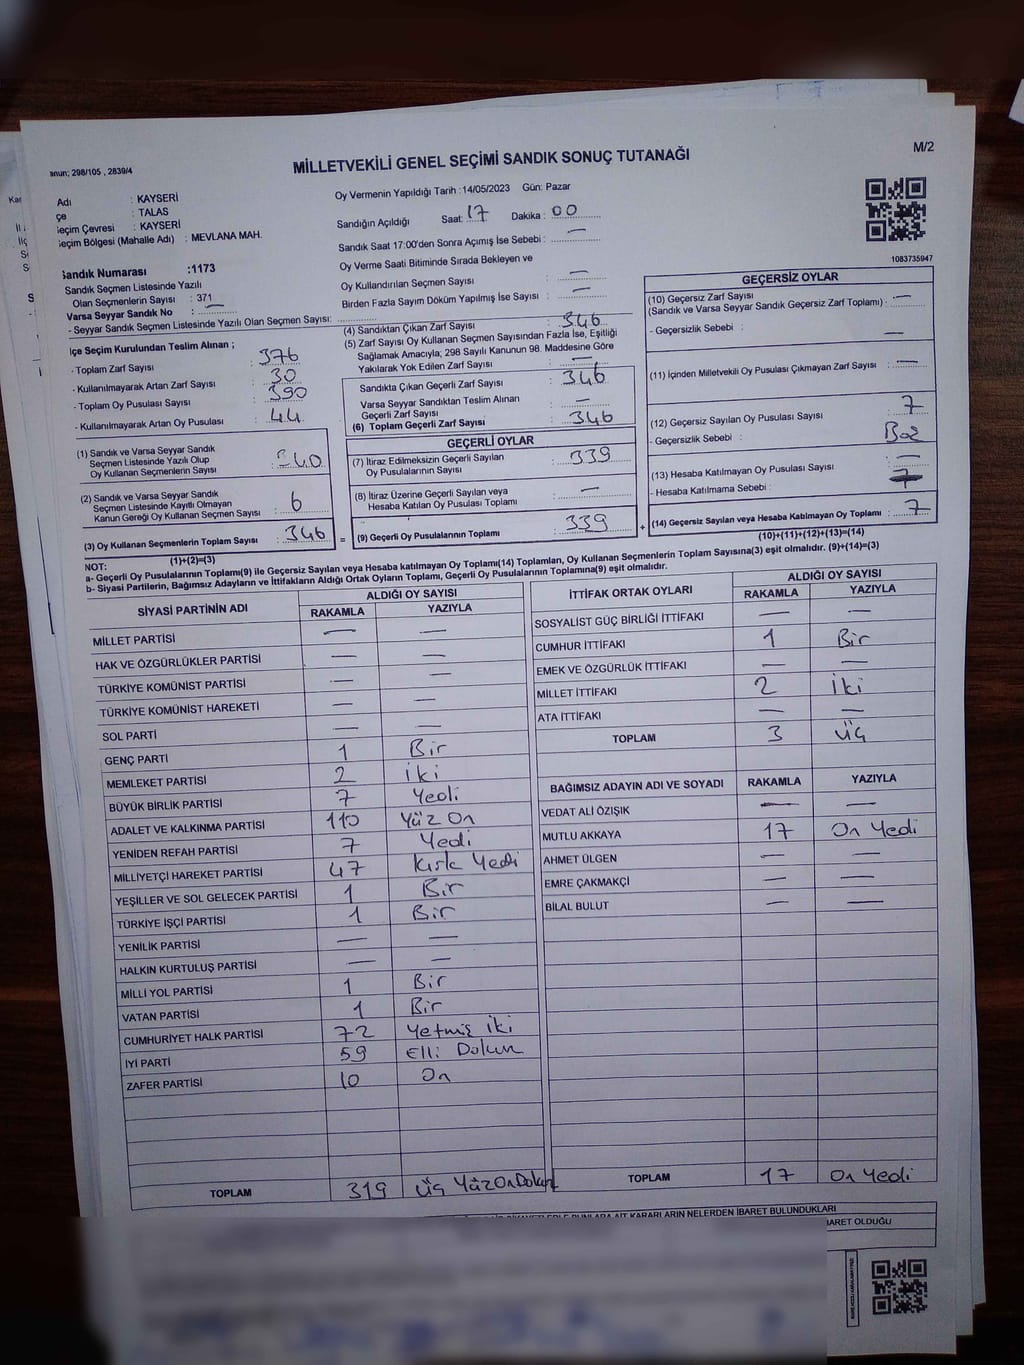 MİLLETVEKİLİ GENEL SEÇİMİ SANDIK SONUÇ TUTANAĞI
M/2
anun; 298/105 , 2839/4
Adı : KAYSERİ
çe : TALAS
eçim Çevresi : KAYSERİ
eçim Bölgesi (Mahalle Adı) : MEVLANA MAH.
Sandık Numarası :1173
Sandık Seçmen Listesinde Yazılı
Olan Seçmenlerin Sayısı : 371
Varsa Seyyar Sandık No : —
- Seyyar Sandık Seçmen Listesinde Yazılı Olan Seçmen Sayısı:
lçe Seçim Kurulundan Teslim Alınan ;
- Toplam Zarf Sayısı : 376
- Kullanılmayarak Artan Zarf Sayısı : 30
- Toplam Oy Pusulası Sayısı : 390
- Kullanılmayarak Artan Oy Pusulası : 44
(1) Sandık ve Varsa Seyyar Sandık
Seçmen Listesinde Yazılı Olup
Oy Kullanan Seçmenlerin Sayısı : 340
(2) Sandık ve Varsa Seyyar Sandık
Seçmen Listesinde Kayıtlı Olmayan
Kanun Gereği Oy Kullanan Seçmen Sayısı : 6
(3) Oy Kullanan Seçmenlerin Toplam Sayısı : 346
(1)+(2)=(3)
Oy Vermenin Yapıldığı Tarih : 14/05/2023 Gün: Pazar
Sandığın Açıldığı Saat: 17 Dakika : 00
Sandık Saat 17:00'den Sonra Açılmış İse Sebebi : —
Oy Verme Saati Bitiminde Sırada Bekleyen ve
Oy Kullandırılan Seçmen Sayısı : —
Birden Fazla Sayım Döküm Yapılmış İse Sayısı : —
(4) Sandıktan Çıkan Zarf Sayısı : 346
(5) Zarf Sayısı Oy Kullanan Seçmen Sayısından Fazla İse, Eşitliği
Sağlamak Amacıyla; 298 Sayılı Kanunun 98. Maddesine Göre
Yakılarak Yok Edilen Zarf Sayısı : —
Sandıkta Çıkan Geçerli Zarf Sayısı : 346
Varsa Seyyar Sandıktan Teslim Alınan
Geçerli Zarf Sayısı : —
(6) Toplam Geçerli Zarf Sayısı : 346
GEÇERLİ OYLAR
(7) İtiraz Edilmeksizin Geçerli Sayılan
Oy Pusulalarının Sayısı : 339
(8) İtiraz Üzerine Geçerli Sayılan veya
Hesaba Katılan Oy Pusulası Toplamı : —
= (9) Geçerli Oy Pusulalarının Toplamı : 339 +
1083735947
GEÇERSİZ OYLAR
(10) Geçersiz Zarf Sayısı
(Sandık ve Varsa Seyyar Sandık Geçersiz Zarf Toplamı) : —
- Geçersizlik Sebebi : —
(11) İçinden Milletvekili Oy Pusulası Çıkmayan Zarf Sayısı : —
(12) Geçersiz Sayılan Oy Pusulası Sayısı : 7
- Geçersizlik Sebebi : Boş
(13) Hesaba Katılmayan Oy Pusulası Sayısı : —
- Hesaba Katılmama Sebebi :
(14) Geçersiz Sayılan veya Hesaba Katılmayan Oy Toplamı : 7
(10)+(11)+(12)+(13)=(14)
NOT:
a- Geçerli Oy Pusulalarının Toplamı(9) ile Geçersiz Sayılan veya Hesaba katılmayan Oy Toplamı(14) Toplamları, Oy Kullanan Seçmenlerin Toplam Sayısına(3) eşit olmalıdır. (9)+(14)=(3)
b- Siyasi Partilerin, Bağımsız Adayların ve İttifakların Aldığı Ortak Oyların Toplamı, Geçerli Oy Pusulalarının Toplamına(9) eşit olmalıdır.
SİYASİ PARTİNİN ADI ALDIĞI OY SAYISI
RAKAMLA YAZIYLA
MİLLET PARTİSİ — —
HAK VE ÖZGÜRLÜKLER PARTİSİ — —
TÜRKİYE KOMÜNİST PARTİSİ — —
TÜRKİYE KOMÜNİST HAREKETİ — —
SOL PARTİ — —
GENÇ PARTİ 1 Bir
MEMLEKET PARTİSİ 2 İki
BÜYÜK BİRLİK PARTİSİ 7 Yedi
ADALET VE KALKINMA PARTİSİ 110 Yüz On
YENİDEN REFAH PARTİSİ 7 Yedi
MİLLİYETÇİ HAREKET PARTİSİ 47 Kırk Yedi
YEŞİLLER VE SOL GELECEK PARTİSİ 1 Bir
TÜRKİYE İŞÇİ PARTİSİ 1 Bir
YENİLİK PARTİSİ — —
HALKIN KURTULUŞ PARTİSİ — —
MİLLİ YOL PARTİSİ 1 Bir
VATAN PARTİSİ 1 Bir
CUMHURİYET HALK PARTİSİ 72 Yetmiş iki
İYİ PARTİ 59 Elli Dokuz
ZAFER PARTİSİ 10 On
TOPLAM 319 Üç Yüz On Dokuz
İTTİFAK ORTAK OYLARI ALDIĞI OY SAYISI
RAKAMLA YAZIYLA
SOSYALİST GÜÇ BİRLİĞİ İTTİFAKI — —
CUMHUR İTTİFAKI 1 Bir
EMEK VE ÖZGÜRLÜK İTTİFAKI — —
MİLLET İTTİFAKI 2 İki
ATA İTTİFAKI — —
TOPLAM 3 Üç
BAĞIMSIZ ADAYIN ADI VE SOYADI RAKAMLA YAZIYLA
VEDAT ALİ ÖZIŞIK — —
MUTLU AKKAYA 17 On Yedi
AHMET ÜLGEN — —
EMRE ÇAKMAKÇI — —
BİLAL BULUT — —
TOPLAM 17 On Yedi
KARARLARIN NELERDEN İBARET BULUNDUKLARI
BARET OLDUĞU